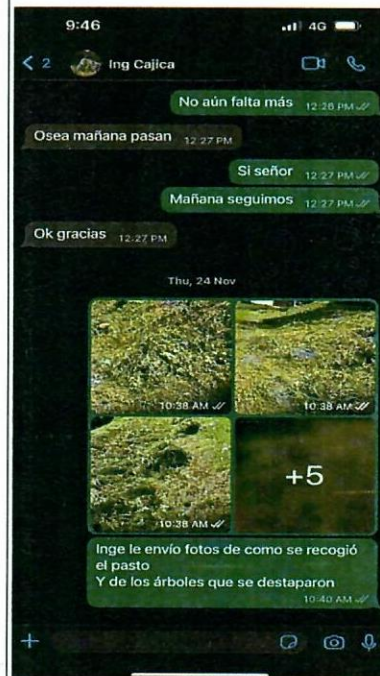 9:46
4G
2
Ing Cajica
No aún falta más 12:26 PM
Osea mañana pasan 12:27 PM
Si señor 12:27 PM
Mañana seguimos 12:27 PM
Ok gracias 12:27 PM
Thu, 24 Nov
10:38 AM
10:38 AM
10:38 AM
+5
Inge le envío fotos de como se recogió
el pasto
Y de los árboles que se destaparon
10:40 AM